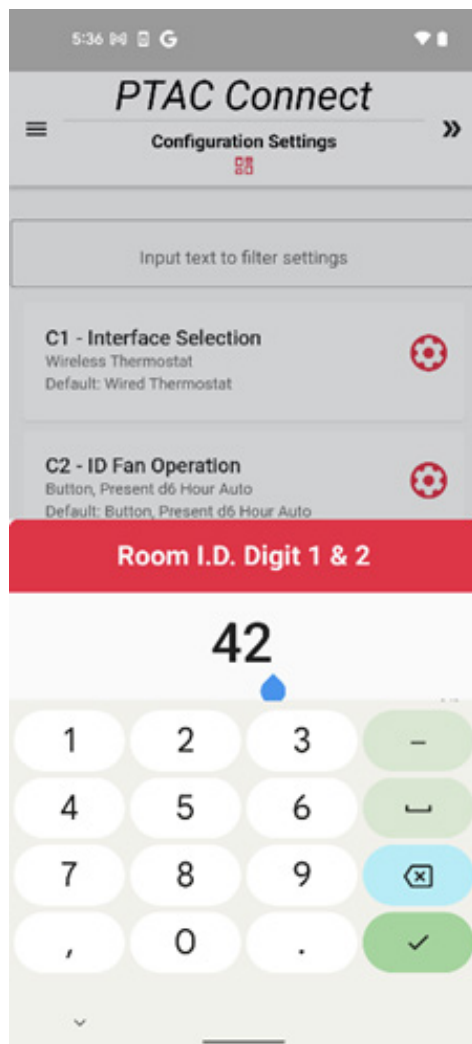 5:36 G
PTAC Connect
Configuration Settings
Input text to filter settings
C1 - Interface Selection
Wireless Thermostat
Default: Wired Thermostat
C2 - ID Fan Operation
Button, Present d6 Hour Auto
Default: Button, Present d6 Hour Auto
Room I.D. Digit 1 & 2
42
1 2 3 –
4 5 6
7 8 9
, 0 .